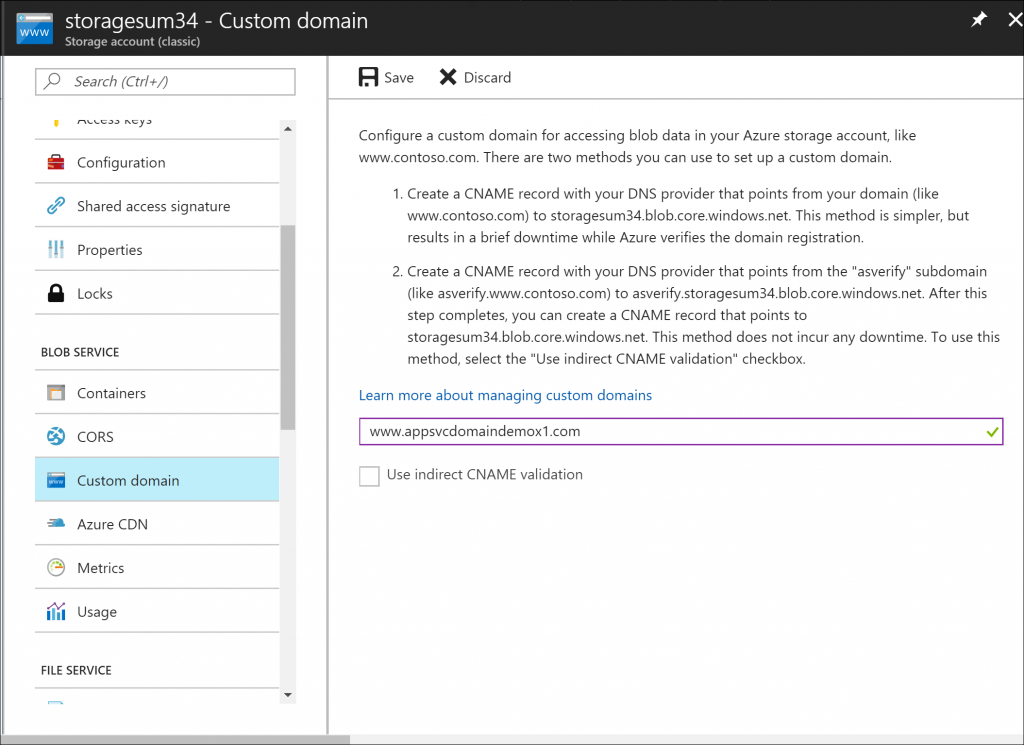 storagesum34 - Custom domain
Storage account (classic)
www
Search (Ctrl+/)
Access keys
Configuration
Shared access signature
Properties
Locks
BLOB SERVICE
Containers
CORS
www
Custom domain
Azure CDN
Metrics
Usage
FILE SERVICE
Save
Discard
Configure a custom domain for accessing blob data in your Azure storage account, like
www.contoso.com. There are two methods you can use to set up a custom domain.
1. Create a CNAME record with your DNS provider that points from your domain (like
www.contoso.com) to storagesum34.blob.core.windows.net. This method is simpler, but
results in a brief downtime while Azure verifies the domain registration.
2. Create a CNAME record with your DNS provider that points from the "asverify" subdomain
(like asverify.www.contoso.com) to asverify.storagesum34.blob.core.windows.net. After this
step completes, you can create a CNAME record that points to
storagesum34.blob.core.windows.net. This method does not incur any downtime. To use this
method, select the "Use indirect CNAME validation" checkbox.
Learn more about managing custom domains
www.appsvcdomaindemox1.com
Use indirect CNAME validation